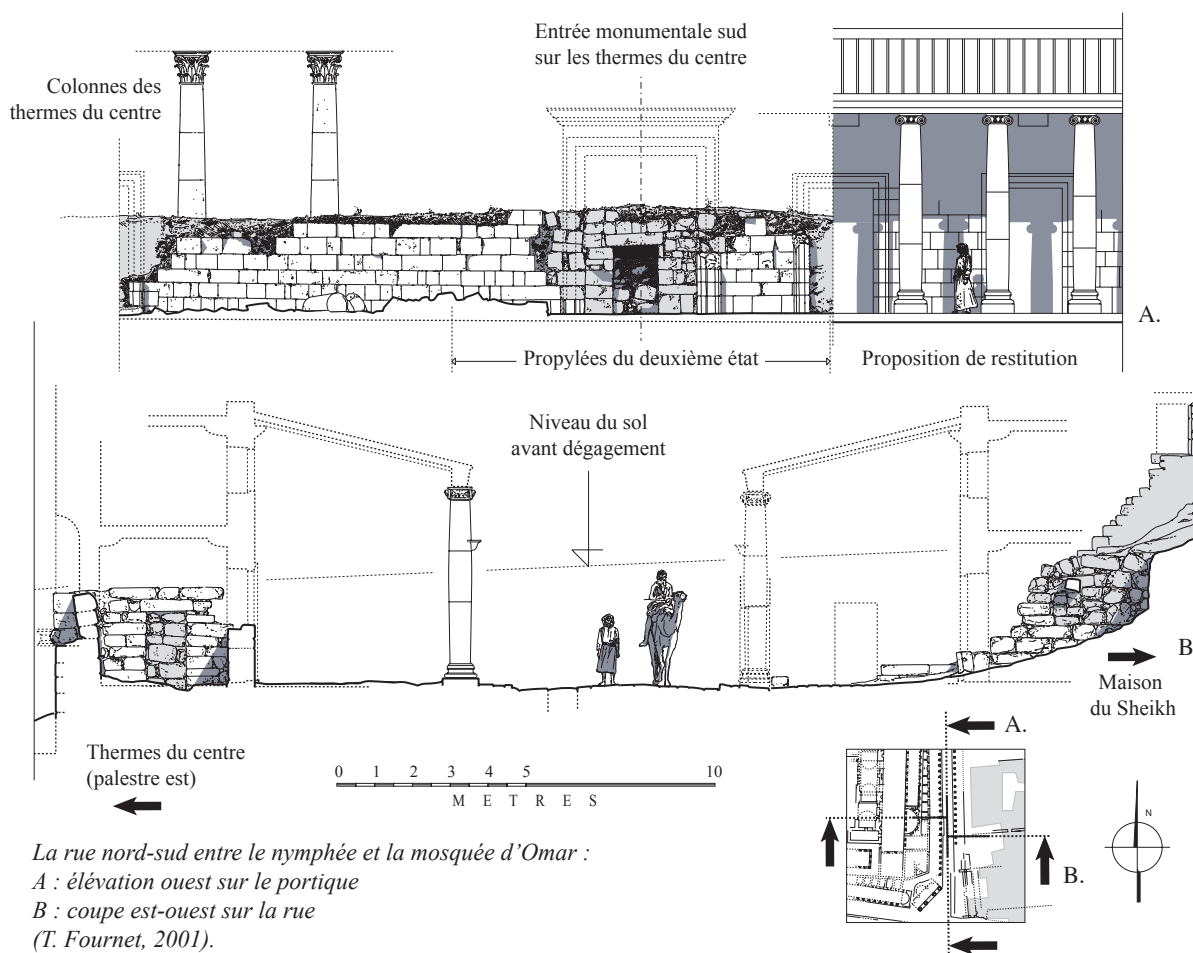 Entrée monumentale sud
sur les thermes du centre
Colonnes des
thermes du centre
A.
Propylées du deuxième état
Proposition de restitution
Niveau du sol
avant dégagement
B.
Maison
du Sheikh
Thermes du centre
(palestre est)
0 1 2 3 4 5 10
M E T R E S
A.
B.
N
La rue nord-sud entre le nymphée et la mosquée d'Omar :
A : élévation ouest sur le portique
B : coupe est-ouest sur la rue
(T. Fournet, 2001).